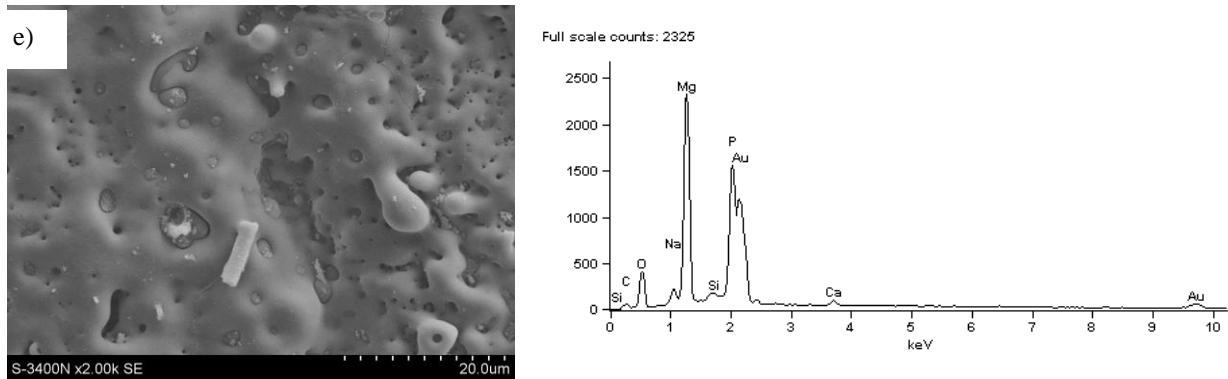 e)
S-3400N x2.00k SE
20.0um
Full scale counts: 2325
2500
2000
1500
1000
500
0
Si
C
O
Na
Mg
Si
P
Au
Ca
Au
0 1 2 3 4 5 6 7 8 9 10
keV